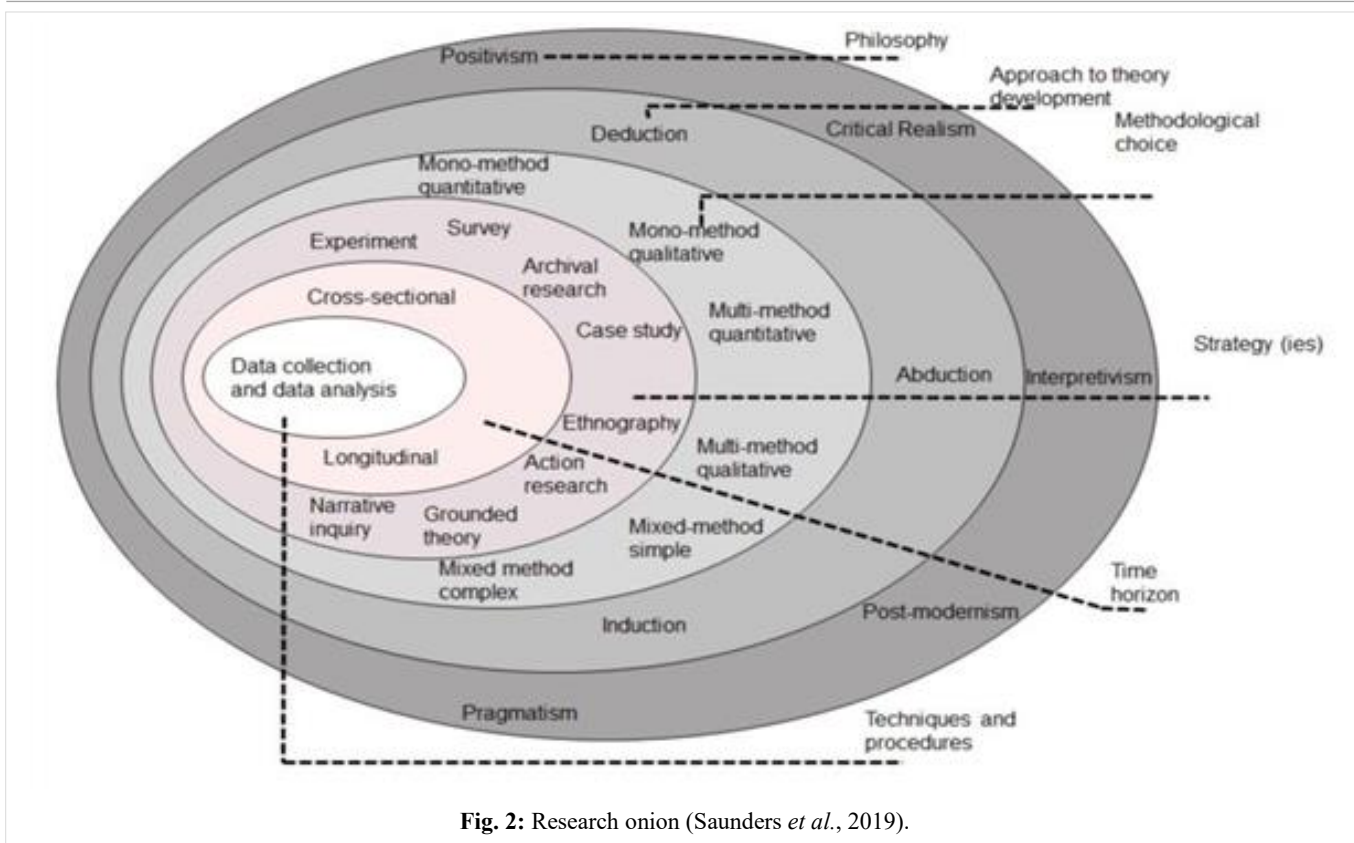 Positivism
Philosophy
Approach to theory
development
Deduction
Critical Realism
Methodological
choice
Mono-method
quantitative
Survey
Experiment
Mono-method
qualitative
Archival
research
Cross-sectional
Multi-method
quantitative
Case study
Strategy (ies)
Data collection
and data analysis
Abduction
Interpretivism
Ethnography
Multi-method
qualitative
Longitudinal
Action
research
Narrative
inquiry
Grounded
theory
Mixed-method
simple
Mixed method
complex
Time
horizon
Post-modernism
Induction
Pragmatism
Techniques and
procedures
Fig. 2: Research onion (Saunders et al., 2019).